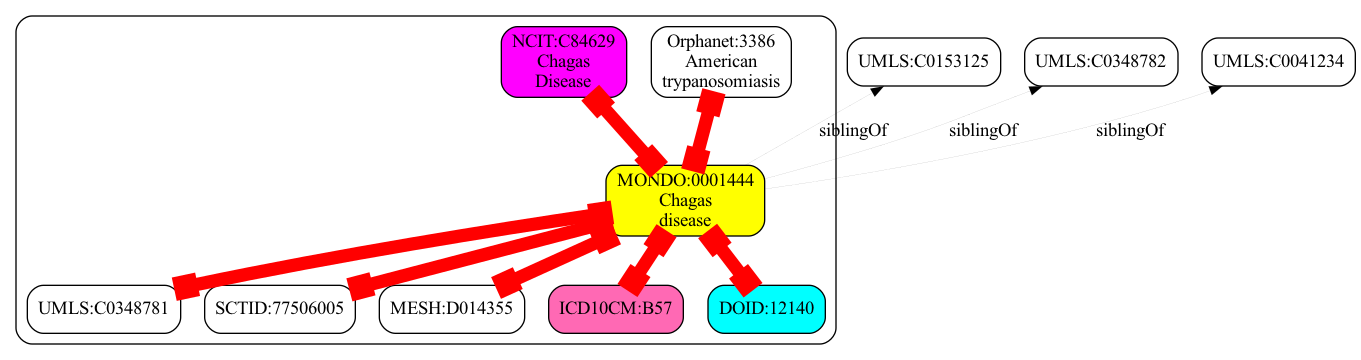 NCIT:C84629
Chagas
Disease
Orphanet:3386
American
trypanosomiasis
UMLS:C0153125
UMLS:C0348782
UMLS:C0041234
siblingOf
siblingOf
siblingOf
MONDO:0001444
Chagas
disease
UMLS:C0348781
SCTID:77506005
MESH:D014355
ICD10CM:B57
DOID:12140